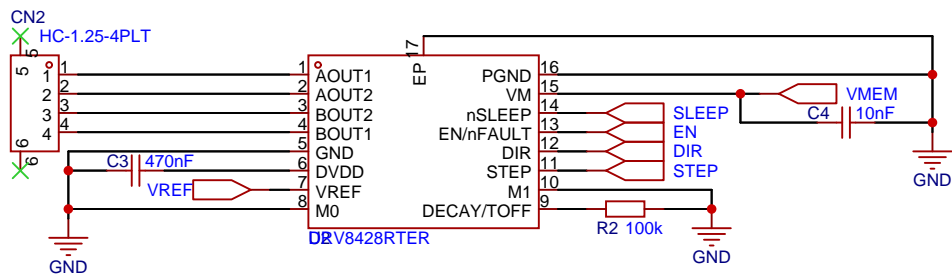 CN2
HC-1.25-4PLT
5 5
1 1
2 2
3 3
4 4
6 6
EP 17
1 AOUT1
2 AOUT2
3 BOUT2
4 BOUT1
5 GND
6 DVDD
7 VREF
8 M0
PGND 16
VM 15
nSLEEP 14
EN/nFAULT 13
DIR 12
STEP 11
M1 10
DECAY/TOFF 9
DRV8428RTER
C3 470nF
VREF
GND
VMEM
C4 10nF
SLEEP
EN
DIR
STEP
GND
R2 100k
GND